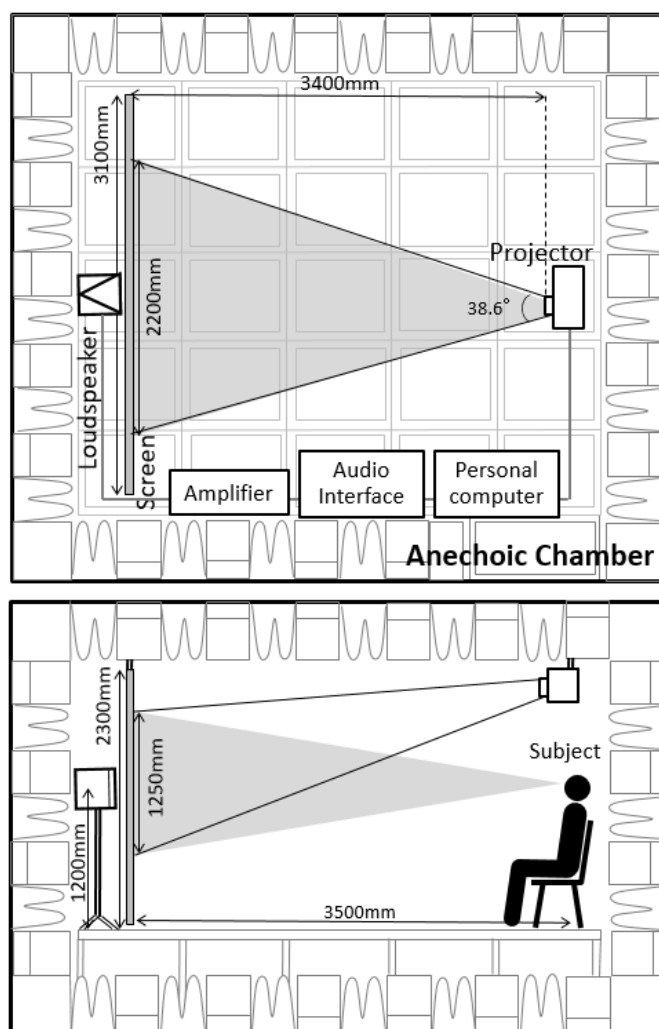 3400mm
3100mm
Projector
38.6°
2200mm
Loudspeaker
Screen
Amplifier
Audio
Interface
Personal
computer
Anechoic Chamber
2300mm
Subject
1250mm
1200mm
3500mm